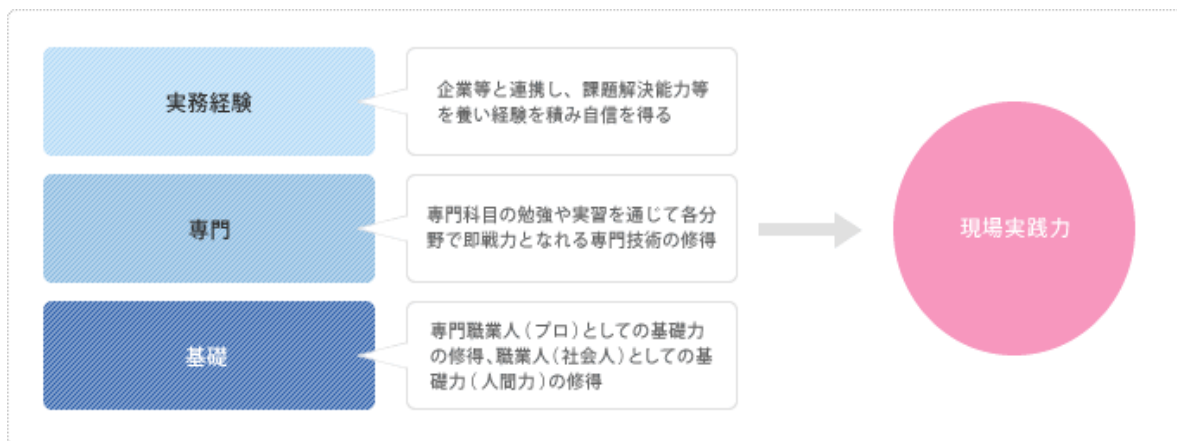 実務経験
企業等と連携し、課題解決能力等
を養い経験を積み自信を得る
専門
専門科目の勉強や実習を通じて各分
野で即戦力となれる専門技術の修得
基礎
専門職業人（プロ）としての基礎力
の修得、職業人（社会人）としての基
礎力（人間力）の修得
現場実践力